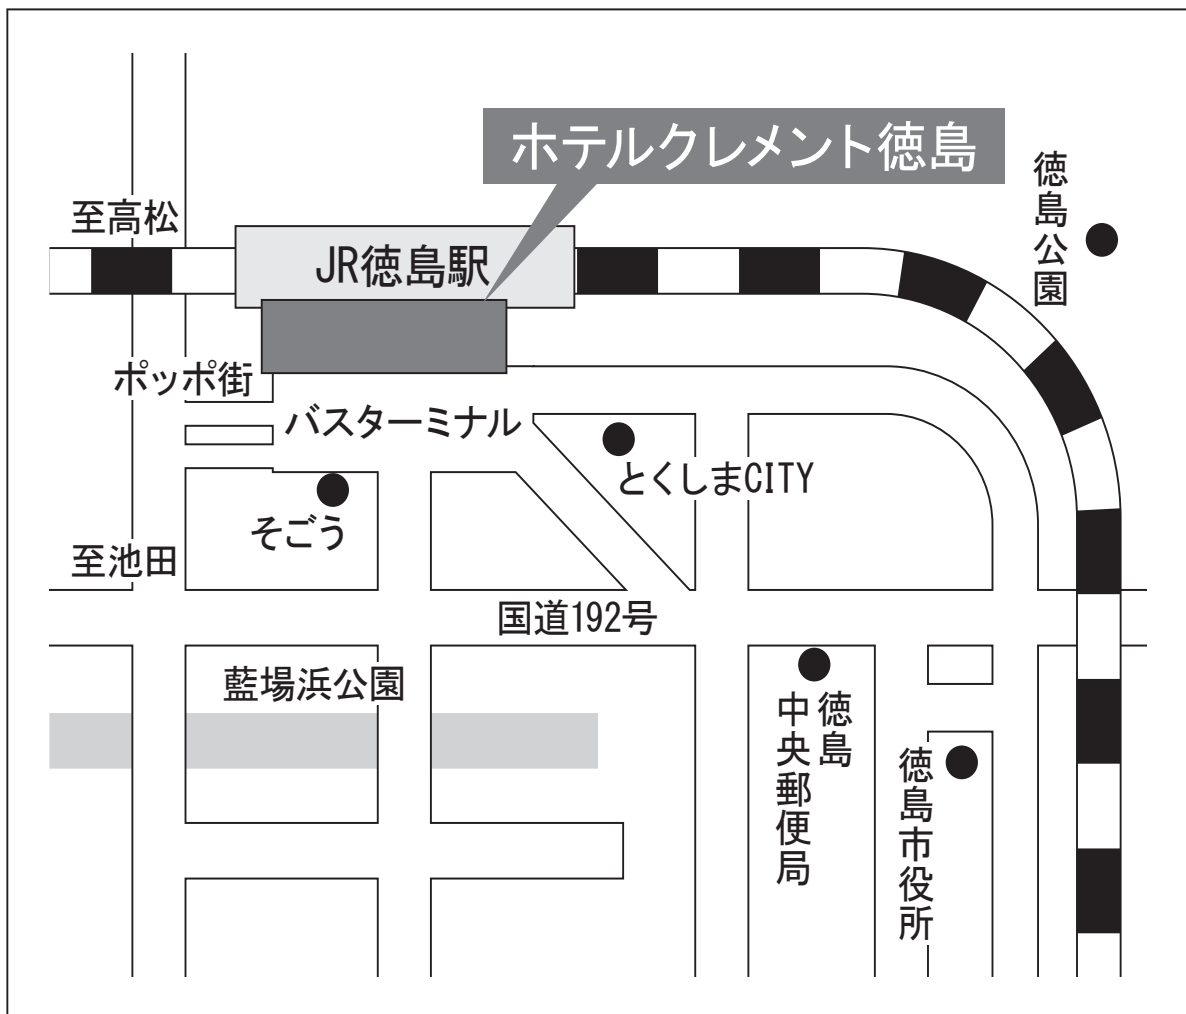 ホテルクレメント徳島
徳島公園
至高松
JR徳島駅
ポッポ街
バスターミナル
とくしまCITY
そごう
至池田
国道192号
藍場浜公園
徳島
中央郵便局
徳島市役所